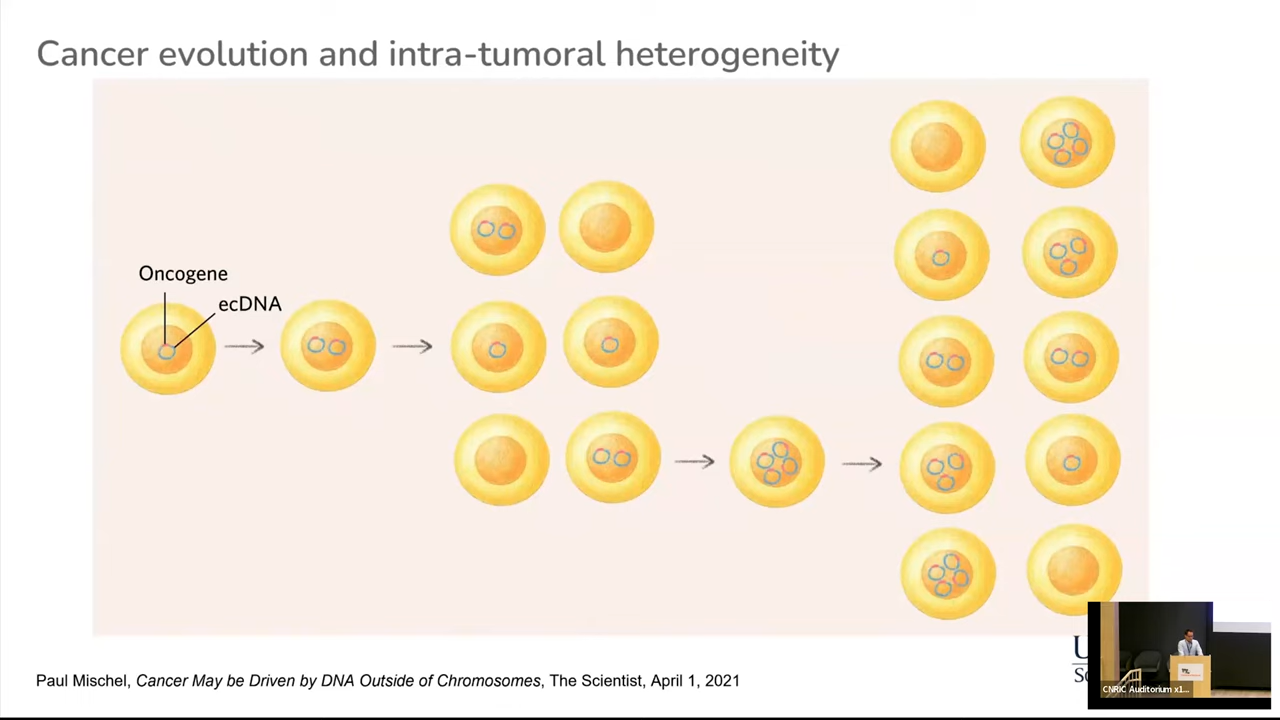 Cancer evolution and intra-tumoral heterogeneity
Oncogene
ecDNA
Paul Mischel, Cancer May be Driven by DNA Outside of Chromosomes, The Scientist, April 1, 2021
CNRIC Auditorium x1...